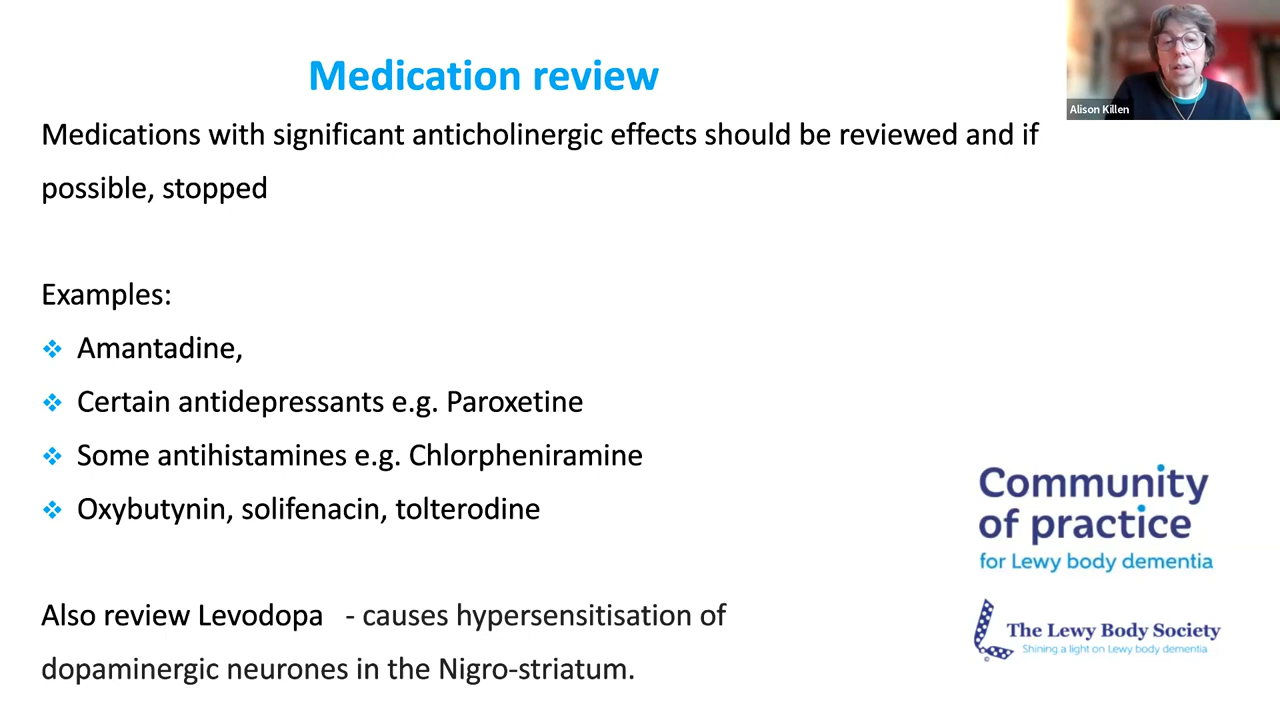 Medication review
Alison Killen
Medications with significant anticholinergic effects should be reviewed and if
possible, stopped
Examples:
❖ Amantadine,
❖ Certain antidepressants e.g. Paroxetine
❖ Some antihistamines e.g. Chlorpheniramine
❖ Oxybutynin, solifenacin, tolterodine
Also review Levodopa - causes hypersensitisation of
dopaminergic neurones in the Nigro-striatum.
Community
of practice
for Lewy body dementia
The Lewy Body Society
Shining a light on Lewy body dementia